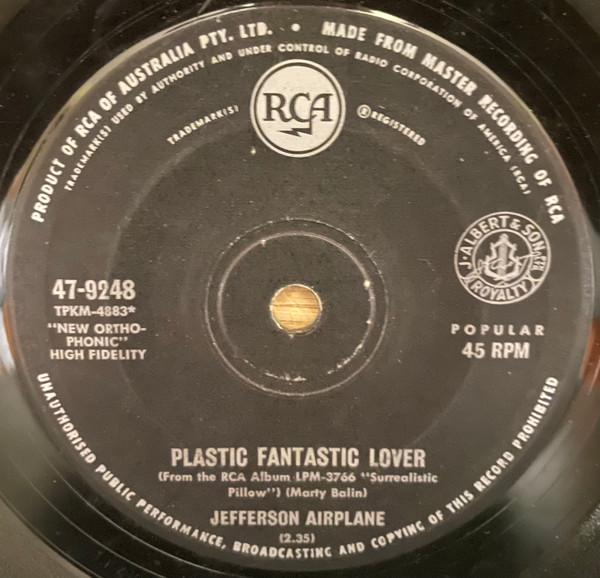 PRODUCT OF RCA OF AUSTRALIA PTY. LTD. • MADE FROM MASTER RECORDING OF RCA
TRADEMARK(S) USED BY AUTHORITY AND UNDER CONTROL OF RADIO CORPORATION OF AMERICA (RCA)
TRADEMARK(S) RCA ® REGISTERED
J. ALBERT & SON PTY.
ROYALTY
47-9248
TPKM-4883*
"NEW ORTHO-
PHONIC"
HIGH FIDELITY
POPULAR
45 RPM
PLASTIC FANTASTIC LOVER
(From the RCA Album LPM-3766 "Surrealistic
Pillow") (Marty Balin)
JEFFERSON AIRPLANE
(2.35)
UNAUTHORISED PUBLIC PERFORMANCE, BROADCASTING AND COPYING OF THIS RECORD PROHIBITED